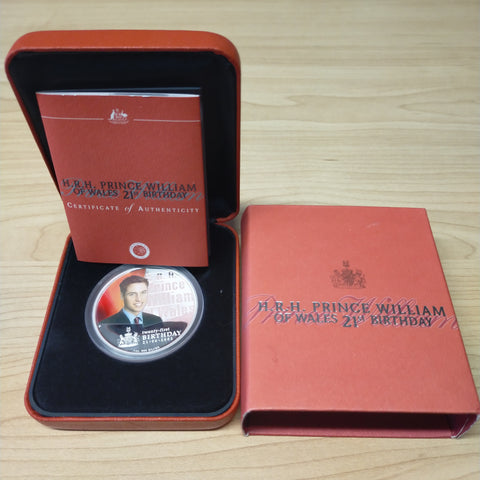 H.R.H. PRINCE WILLIAM
OF WALES 21st BIRTHDAY
CERTIFICATE of AUTHENTICITY
H R H
Prince
William
Wales
twenty-first
BIRTHDAY
H.R.H. PRINCE WILLIAM
OF WALES 21st BIRTHDAY